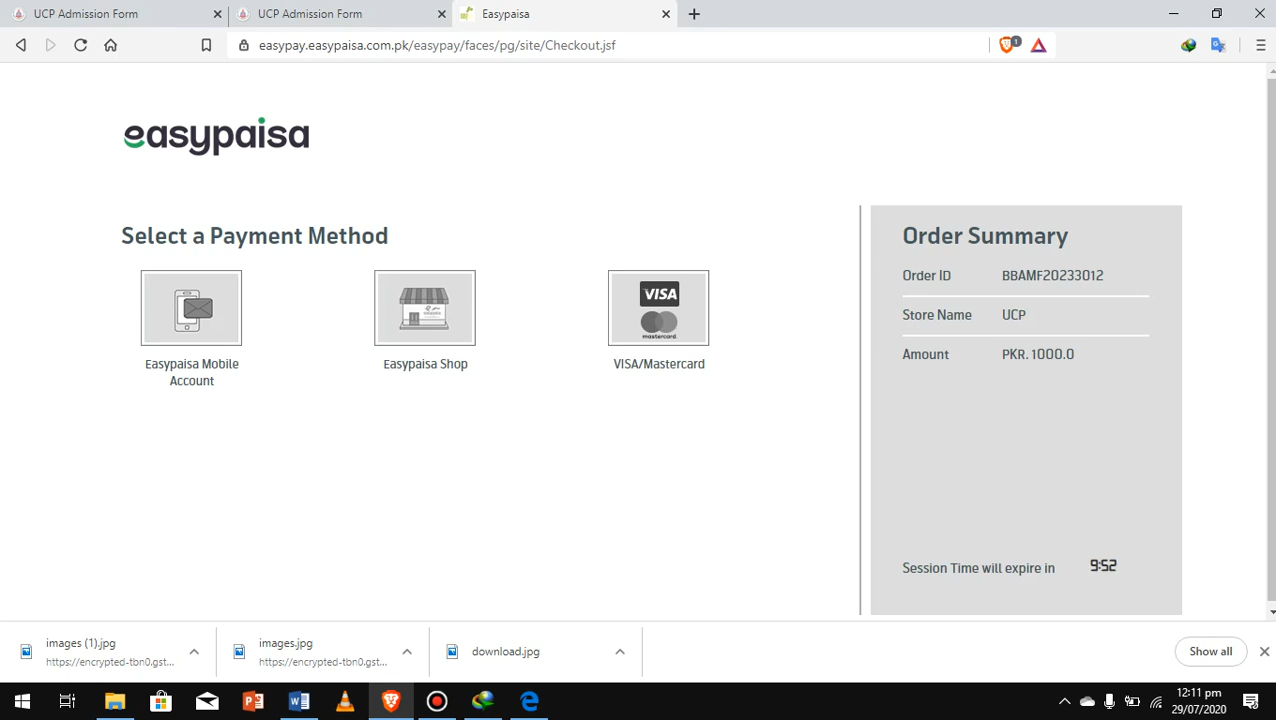 UCP Admission Form
UCP Admission Form
Easypaisa
easypay.easypaisa.com.pk/easypay/faces/pg/site/Checkout.jsf
1
easypaisa
Select a Payment Method
Easypaisa Mobile
Account
Easypaisa Shop
VISA
mastercard
VISA/Mastercard
Order Summary
Order ID BBAMF20233012
Store Name UCP
Amount PKR. 1000.0
Session Time will expire in 9:52
images (1).jpg
https://encrypted-tbn0.gst...
images.jpg
https://encrypted-tbn0.gst...
download.jpg
Show all
12:11 pm
29/07/2020